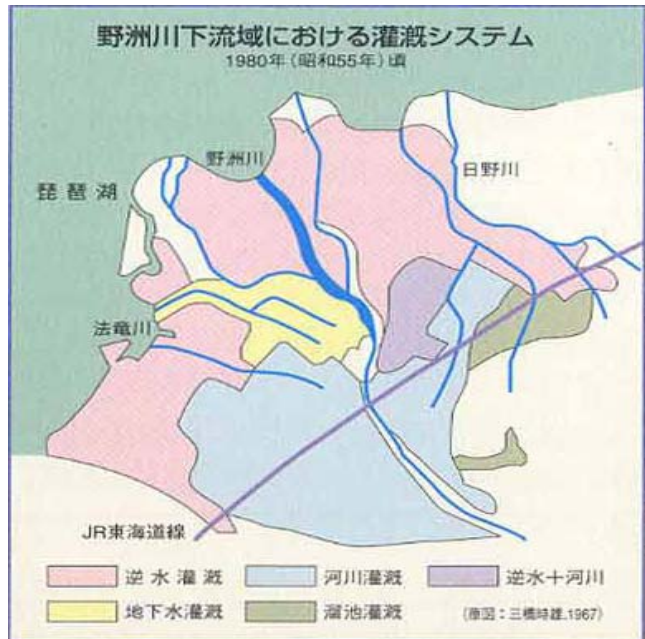 野洲川下流域における灌漑システム
1980年(昭和55年)頃
野洲川
日野川
琵琶湖
法竜川
JR東海道線
逆水灌漑
河川灌漑
逆水+河川
地下水灌漑
溜池灌漑
(原図:三橋時雄.1967)